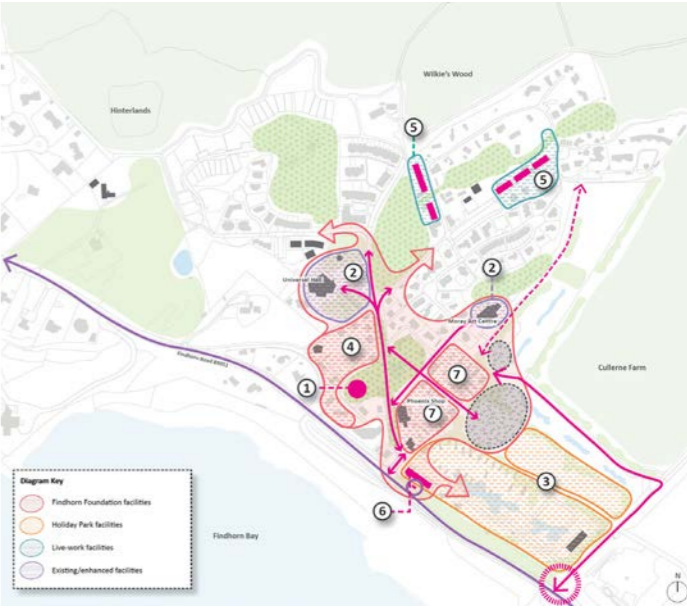 Wilkie's Wood
Hinterlands
5
5
2
Universal Hall
2
Moray Art Centre
4
Findhorn Road B9011
Cullerne Farm
1
7
Phoenix Shop
7
3
6
Diagram Key
Findhorn Foundation facilities
Holiday Park facilities
Live-work facilities
Existing/enhanced facilities
Findhorn Bay
N